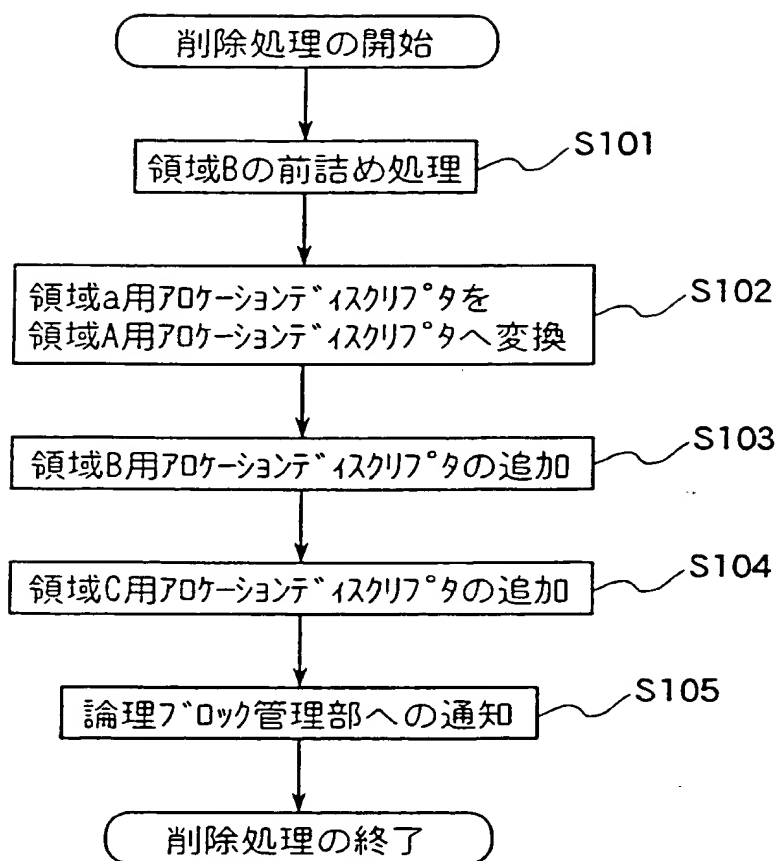 削除処理の開始
領域Bの前詰め処理
S101
領域a用ｱﾛｹｰｼｮﾝﾃﾞｨｽｸﾘﾌﾟﾀを
領域A用ｱﾛｹｰｼｮﾝﾃﾞｨｽｸﾘﾌﾟﾀへ変換
S102
領域B用ｱﾛｹｰｼｮﾝﾃﾞｨｽｸﾘﾌﾟﾀの追加
S103
領域C用ｱﾛｹｰｼｮﾝﾃﾞｨｽｸﾘﾌﾟﾀの追加
S104
論理ﾌﾞﾛｯｸ管理部への通知
S105
削除処理の終了